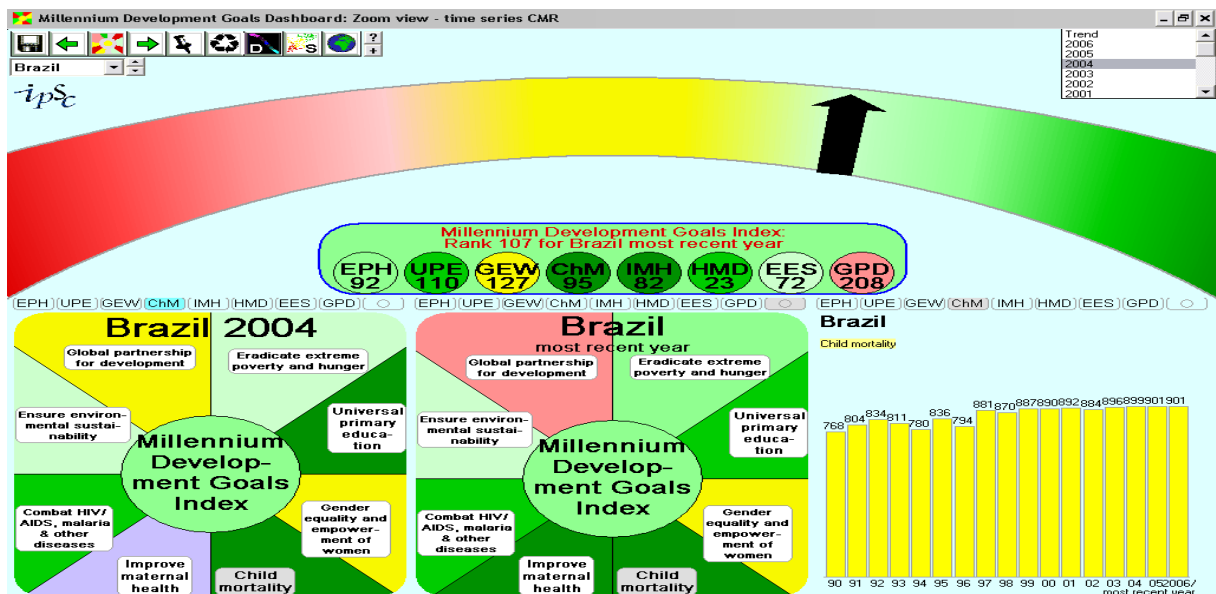 Millennium Development Goals Dashboard: Zoom view - time series CMR
?
D
S
+
Brazil
ipsc
Trend
2006
2005
2004
2003
2002
2001
Millennium Development Goals Index:
Rank 107 for Brazil most recent year
EPH UPE GEW ChM IMH HMD EES GPD
92 110 127 95 82 23 72 208
EPH UPE GEW ChM IMH HMD EES GPD
Brazil 2004
Global partnership
for development
Eradicate extreme
poverty and hunger
Ensure environ-
mental sustai-
nability
Universal
primary
educa-
tion
Millennium
Develop-
ment Goals
Index
Combat HIV/
AIDS, malaria
& other
diseases
Gender
equality and
empower-
ment of
women
Improve
maternal
health
Child
mortality
EPH UPE GEW ChM IMH HMD EES GPD
Brazil
most recent year
Global partnership
for development
Eradicate extreme
poverty and hunger
Ensure environ-
mental sustai-
nability
Universal
primary
educa-
tion
Millennium
Develop-
ment Goals
Index
Combat HIV/
AIDS, malaria
& other
diseases
Gender
equality and
empower-
ment of
women
Improve
maternal
health
Child
mortality
EPH UPE GEW ChM IMH HMD EES GPD
Brazil
Child mortality
768 804 834 811 780 836 794 881 870 887 890 892 884 896 899 901 901
90 91 92 93 94 95 96 97 98 99 00 01 02 03 04 05 2006/
most recent year